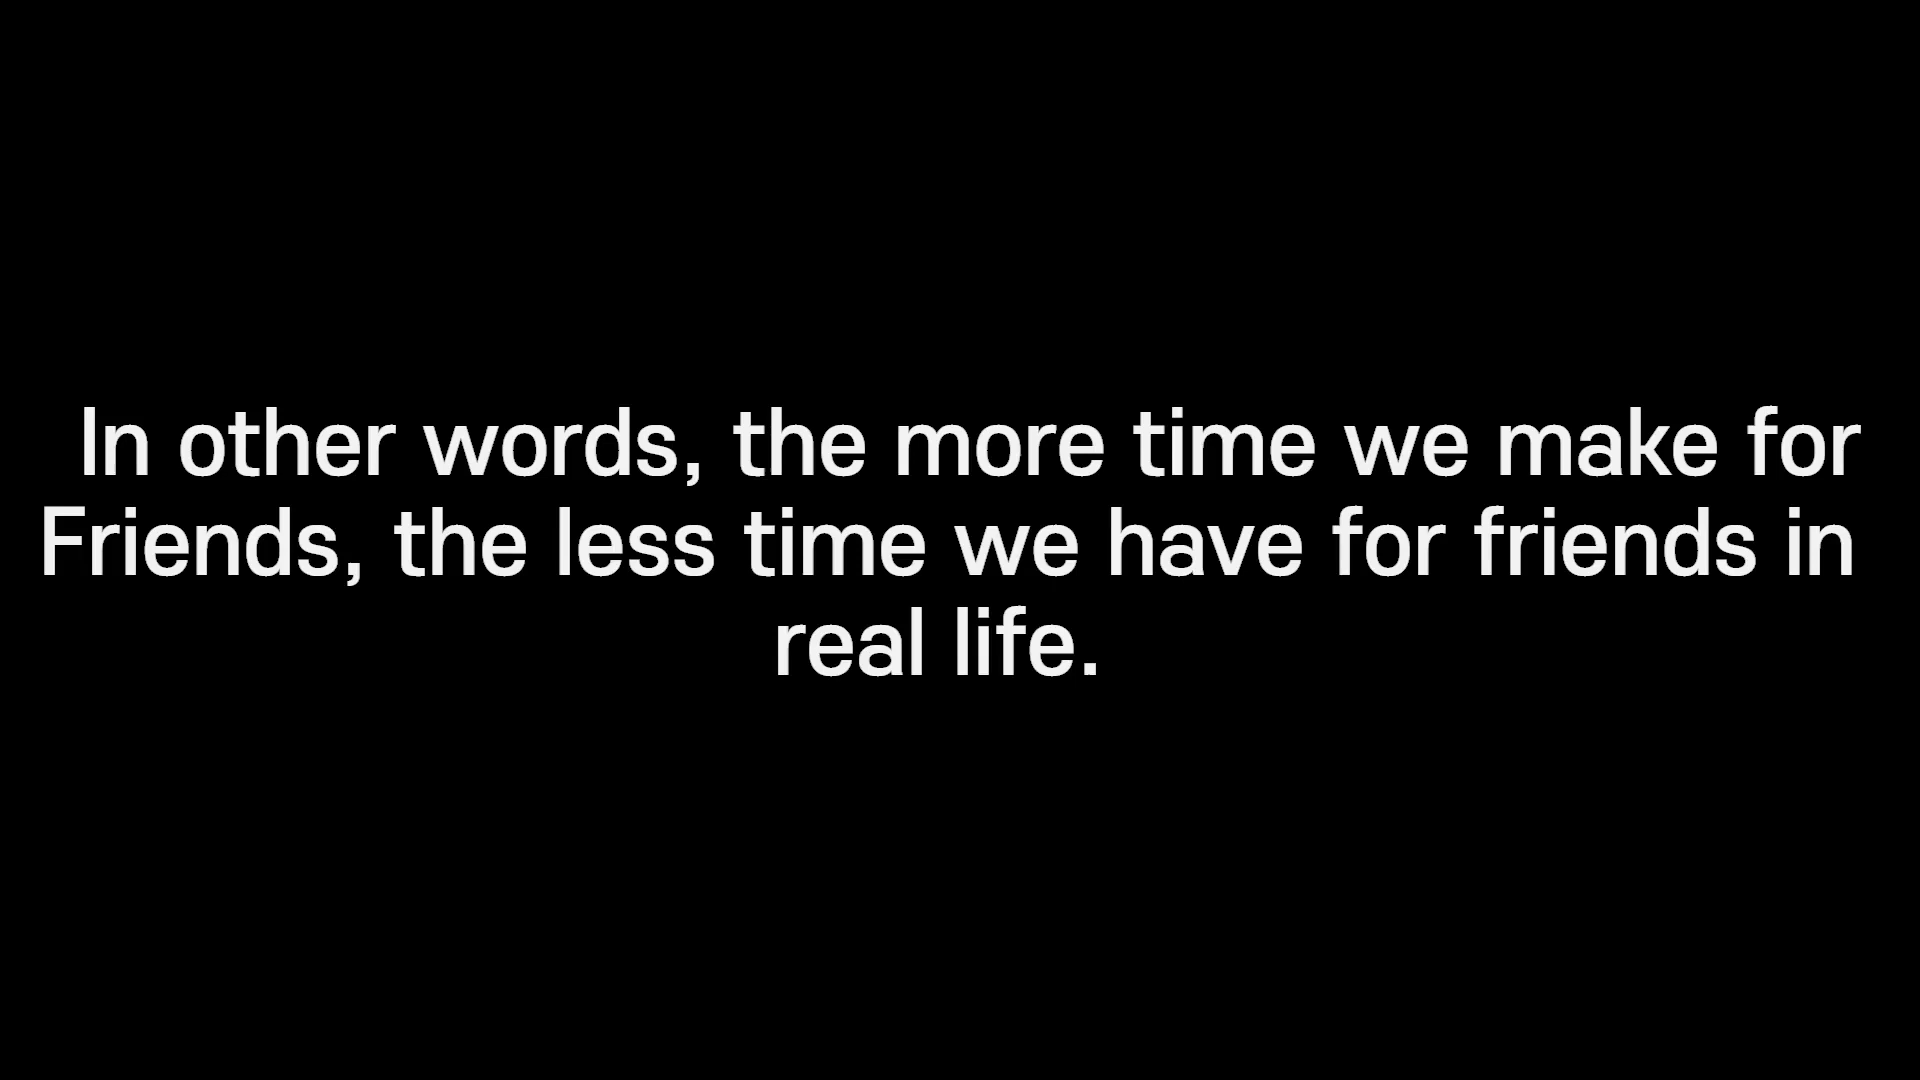 In other words, the more time we make for
Friends, the less time we have for friends in
real life.